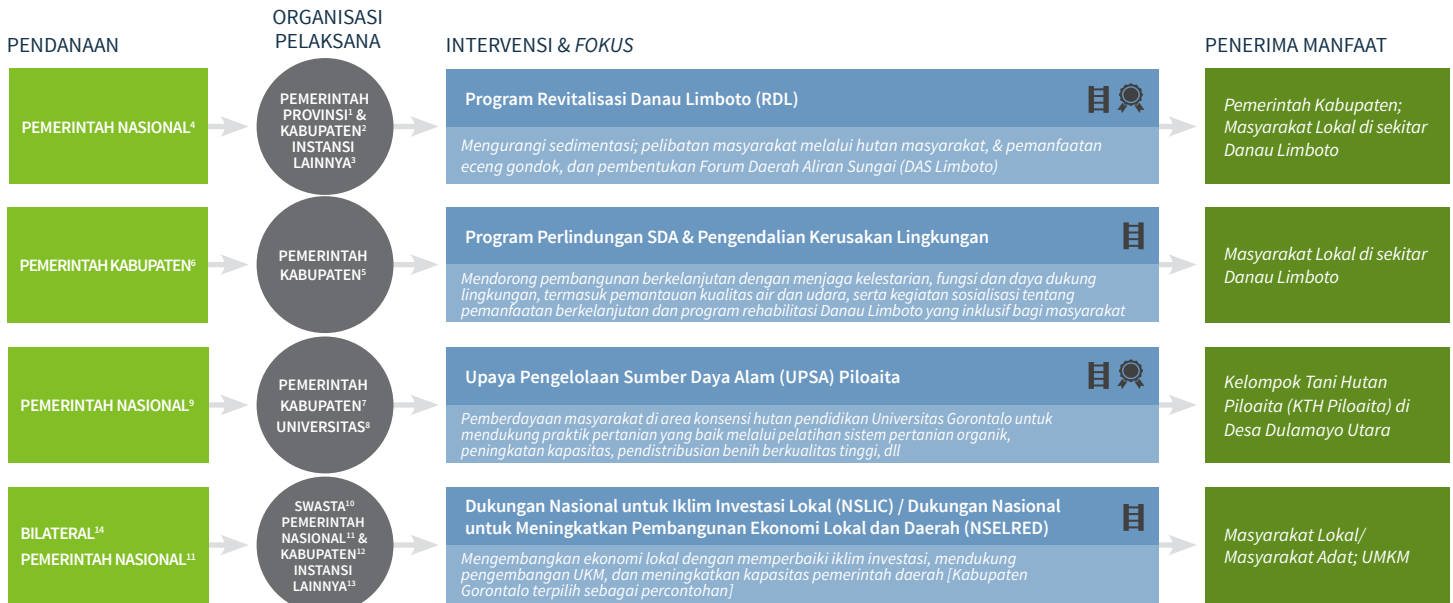 PENDANAAN
ORGANISASI
PELAKSANA
INTERVENSI & FOKUS
PENERIMA MANFAAT
PEMERINTAH NASIONAL⁴
PEMERINTAH
PROVINSI¹ &
KABUPATEN²
INSTANSI
LAINNYA³
Program Revitalisasi Danau Limboto (RDL)
Mengurangi sedimentasi; pelibatan masyarakat melalui hutan masyarakat, & pemanfaatan
eceng gondok, dan pembentukan Forum Daerah Aliran Sungai (DAS Limboto)
Pemerintah Kabupaten;
Masyarakat Lokal di sekitar
Danau Limboto
PEMERINTAH KABUPATEN⁶
PEMERINTAH
KABUPATEN⁵
Program Perlindungan SDA & Pengendalian Kerusakan Lingkungan
Mendorong pembangunan berkelanjutan dengan menjaga kelestarian, fungsi dan daya dukung
lingkungan, termasuk pemantauan kualitas air dan udara, serta kegiatan sosialisasi tentang
pemanfaatan berkelanjutan dan program rehabilitasi Danau Limboto yang inklusif bagi masyarakat
Masyarakat Lokal di sekitar
Danau Limboto
PEMERINTAH NASIONAL⁹
PEMERINTAH
KABUPATEN⁷
UNIVERSITAS⁸
Upaya Pengelolaan Sumber Daya Alam (UPSA) Piloaita
Pemberdayaan masyarakat di area konsensi hutan pendidikan Universitas Gorontalo untuk
mendukung praktik pertanian yang baik melalui pelatihan sistem pertanian organik,
peningkatan kapasitas, pendistribusian benih berkualitas tinggi, dll
Kelompok Tani Hutan
Piloaita (KTH Piloaita) di
Desa Dulamayo Utara
BILATERAL¹⁴
PEMERINTAH NASIONAL¹¹
SWASTA¹⁰
PEMERINTAH
NASIONAL¹¹ &
KABUPATEN¹²
INSTANSI
LAINNYA¹³
Dukungan Nasional untuk Iklim Investasi Lokal (NSLIC) / Dukungan Nasional
untuk Meningkatkan Pembangunan Ekonomi Lokal dan Daerah (NSELRED)
Mengembangkan ekonomi lokal dengan memperbaiki iklim investasi, mendukung
pengembangan UKM, dan meningkatkan kapasitas pemerintah daerah [Kabupaten
Gorontalo terpilih sebagai percontohan]
Masyarakat Lokal/
Masyarakat Adat; UMKM